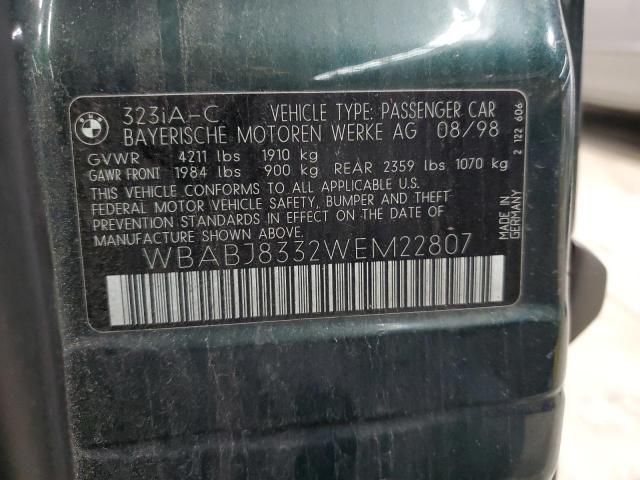 BMW
323iA-C VEHICLE TYPE: PASSENGER CAR
BAYERISCHE MOTOREN WERKE AG 08/98
GVWR 4211 lbs 1910 kg
GAWR FRONT 1984 lbs 900 kg REAR 2359 lbs 1070 kg
THIS VEHICLE CONFORMS TO ALL APPLICABLE U.S.
FEDERAL MOTOR VEHICLE SAFETY, BUMPER, AND THEFT
PREVENTION STANDARDS IN EFFECT ON THE DATE OF
MANUFACTURE SHOWN ABOVE.
WBABJ8332WEM22807
MADE IN
GERMANY
2 122 606